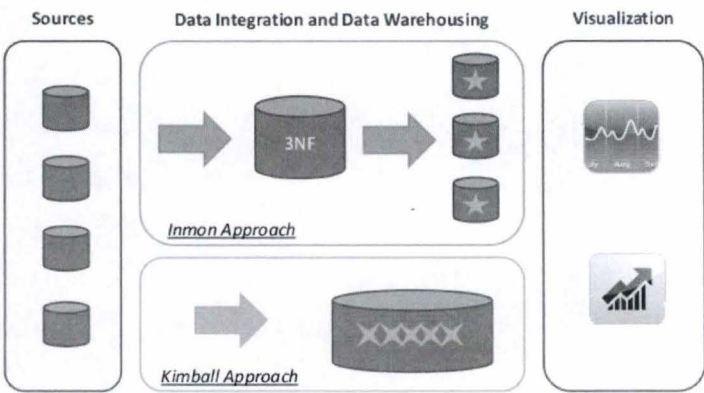 Sources
Data Integration and Data Warehousing
Visualization
3NF
Inmon Approach
Kimball Approach